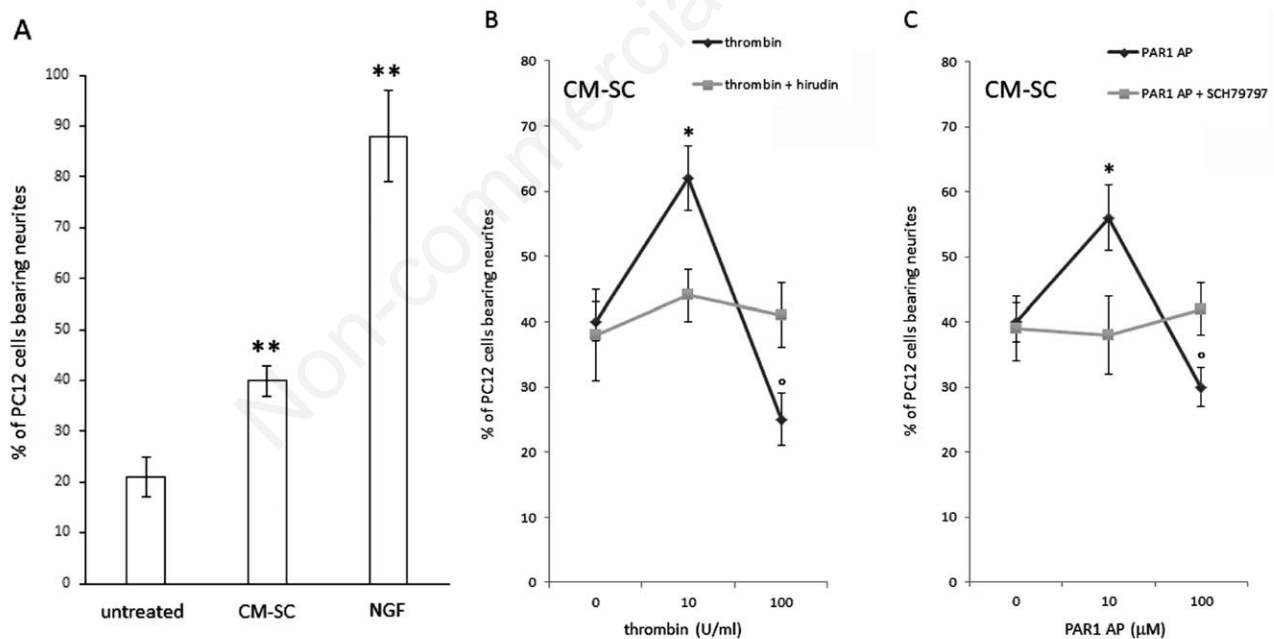 A
% of PC12 cells bearing neurites
100
90
80
70
60
50
40
30
20
10
0
**
**
untreated CM-SC NGF
B
thrombin
thrombin + hirudin
CM-SC
% of PC12 cells bearing neurites
80
70
60
50
40
30
20
10
0
*
°
0 10 100
thrombin (U/ml)
C
PAR1 AP
PAR1 AP + SCH79797
CM-SC
% of PC12 cells bearing neurites
80
70
60
50
40
30
20
10
0
*
°
0 10 100
PAR1 AP (µM)
Non-commercial